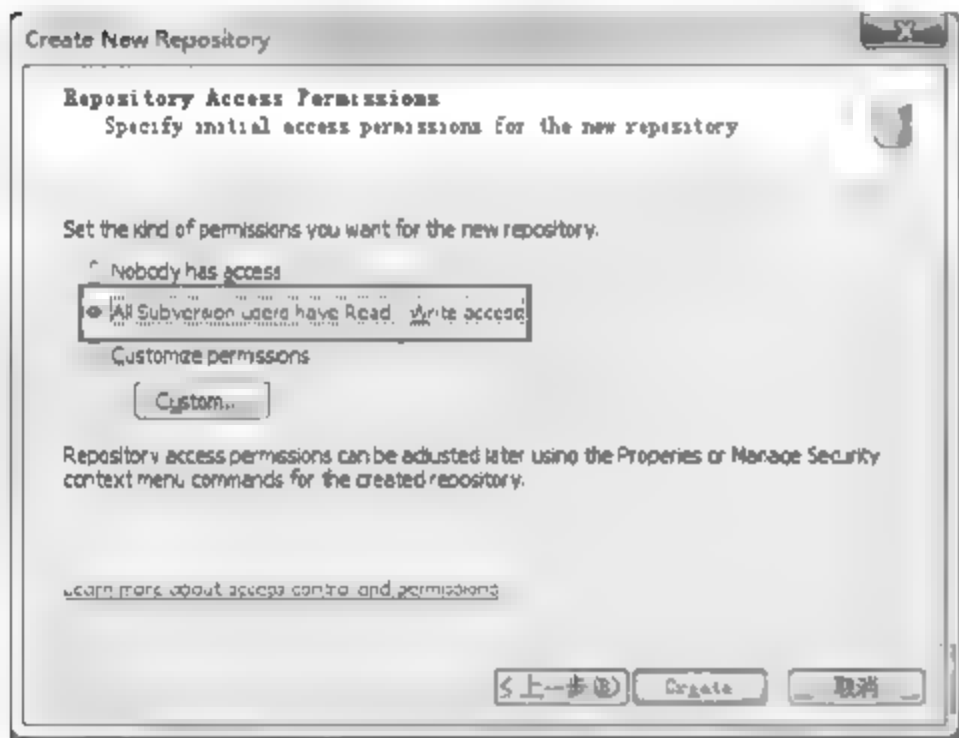 Create New Repository
Repository Access Permissions
Specify initial access permissions for the new repository
Set the kind of permissions you want for the new repository.
Nobody has access
All Subversion users have Read / Write access
Customize permissions
Custom...
Repository access permissions can be adjusted later using the Properies or Manage Security
context menu commands for the created repository.
Learn more about access control and permissions
< 上一步(B)
Create
取消